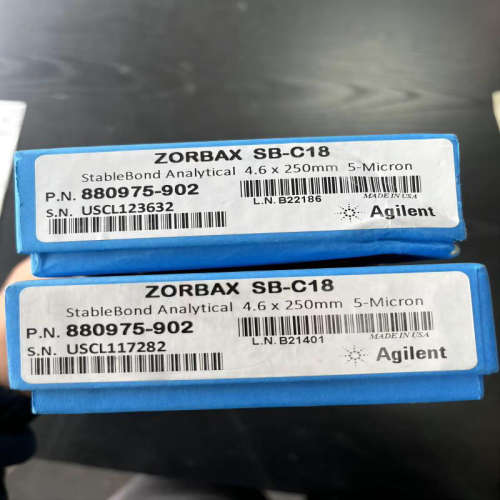 ZORBAX SB-C18
StableBond Analytical 4.6 x 250mm 5-Micron
P.N. 880975-902
L.N. B22186
MADE IN USA
S.N. USCL123632
Agilent
ZORBAX SB-C18
StableBond Analytical 4.6 x 250mm 5-Micron
P.N. 880975-902
MADE IN USA
L.N. B21401
S.N. USCL117282
Agilent